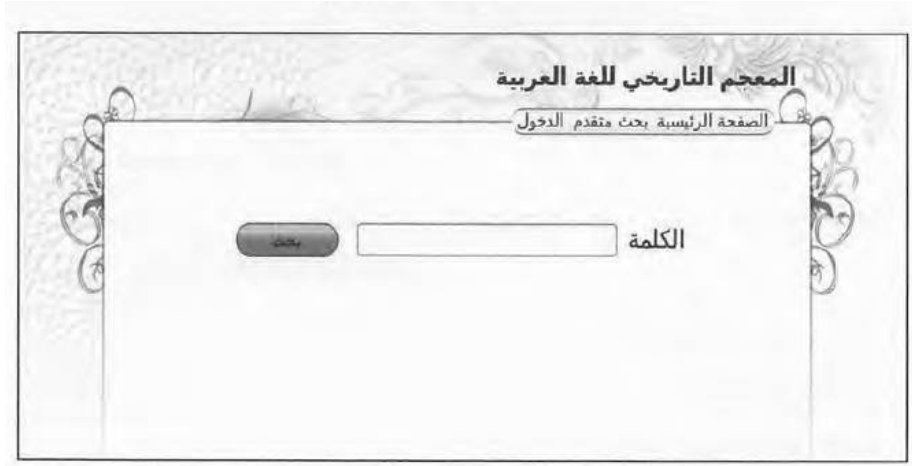 المعجم التاريخي للغة العربية
الصفحة الرئيسية بحث متقدم الدخول
الكلمة
بحث